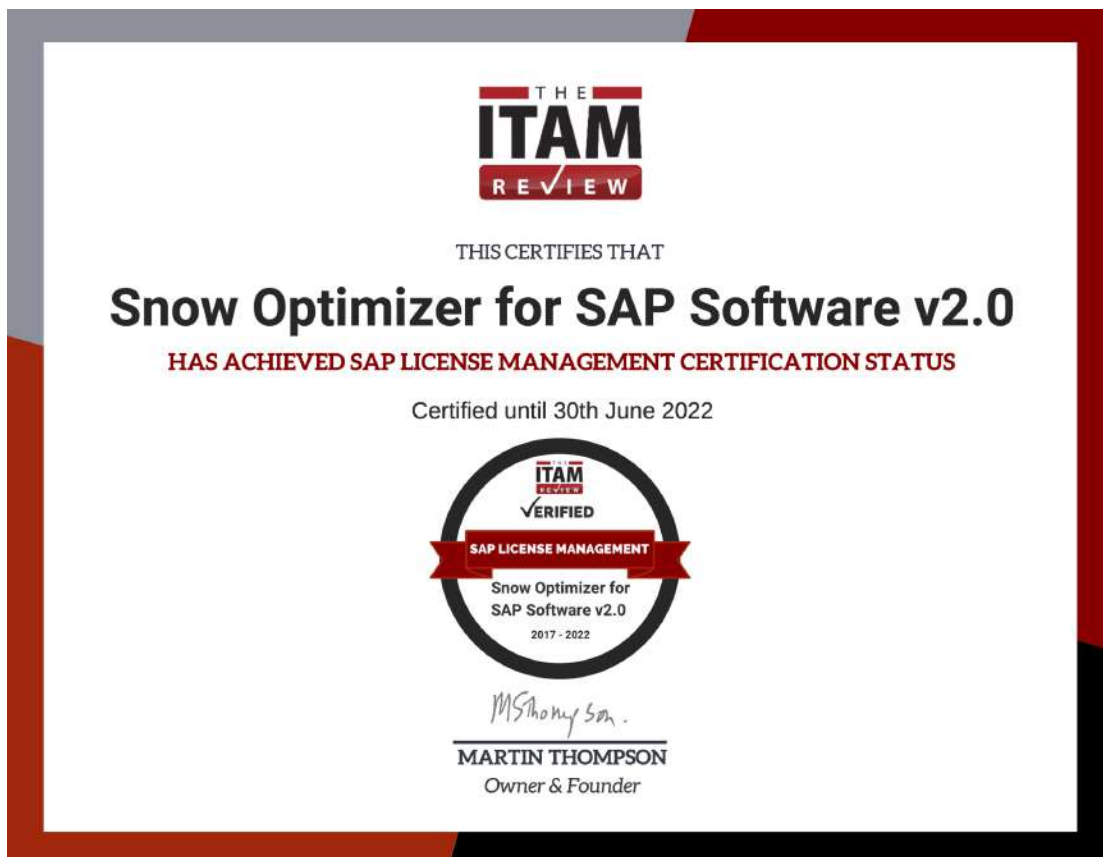 THE
ITAM
REVIEW
THIS CERTIFIES THAT
Snow Optimizer for SAP Software v2.0
HAS ACHIEVED SAP LICENSE MANAGEMENT CERTIFICATION STATUS
Certified until 30th June 2022
THE
ITAM
REVIEW
VERIFIED
SAP LICENSE MANAGEMENT
Snow Optimizer for
SAP Software v2.0
2017 - 2022
MSThompson.
MARTIN THOMPSON
Owner & Founder